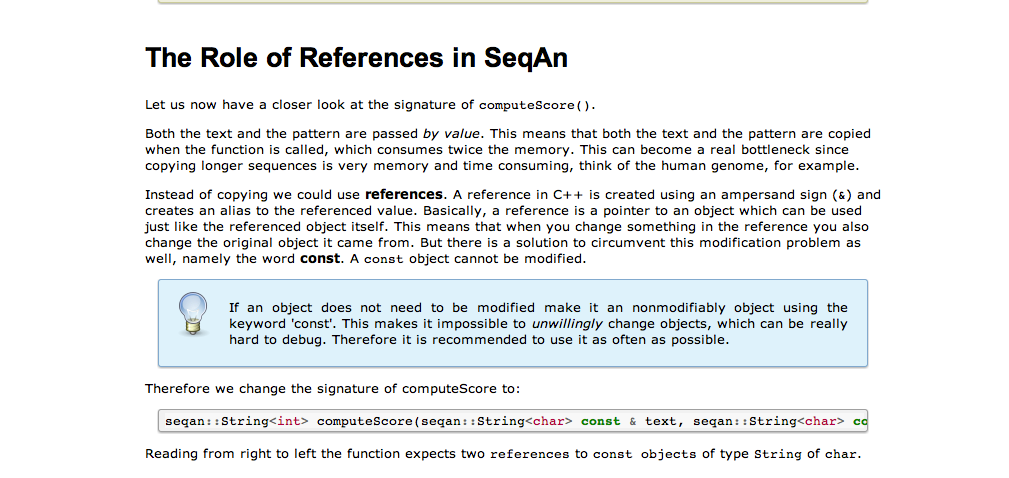 The Role of References in SeqAn
Let us now have a closer look at the signature of computeScore().
Both the text and the pattern are passed by value. This means that both the text and the pattern are copied
when the function is called, which consumes twice the memory. This can become a real bottleneck since
copying longer sequences is very memory and time consuming, think of the human genome, for example.
Instead of copying we could use references. A reference in C++ is created using an ampersand sign (&) and
creates an alias to the referenced value. Basically, a reference is a pointer to an object which can be used
just like the referenced object itself. This means that when you change something in the reference you also
change the original object it came from. But there is a solution to circumvent this modification problem as
well, namely the word const. A const object cannot be modified.
If an object does not need to be modified make it an nonmodifiably object using the
keyword 'const'. This makes it impossible to unwillingly change objects, which can be really
hard to debug. Therefore it is recommended to use it as often as possible.
Therefore we change the signature of computeScore to:
seqan::String<int> computeScore(seqan::String<char> const & text, seqan::String<char> co
Reading from right to left the function expects two references to const objects of type String of char.